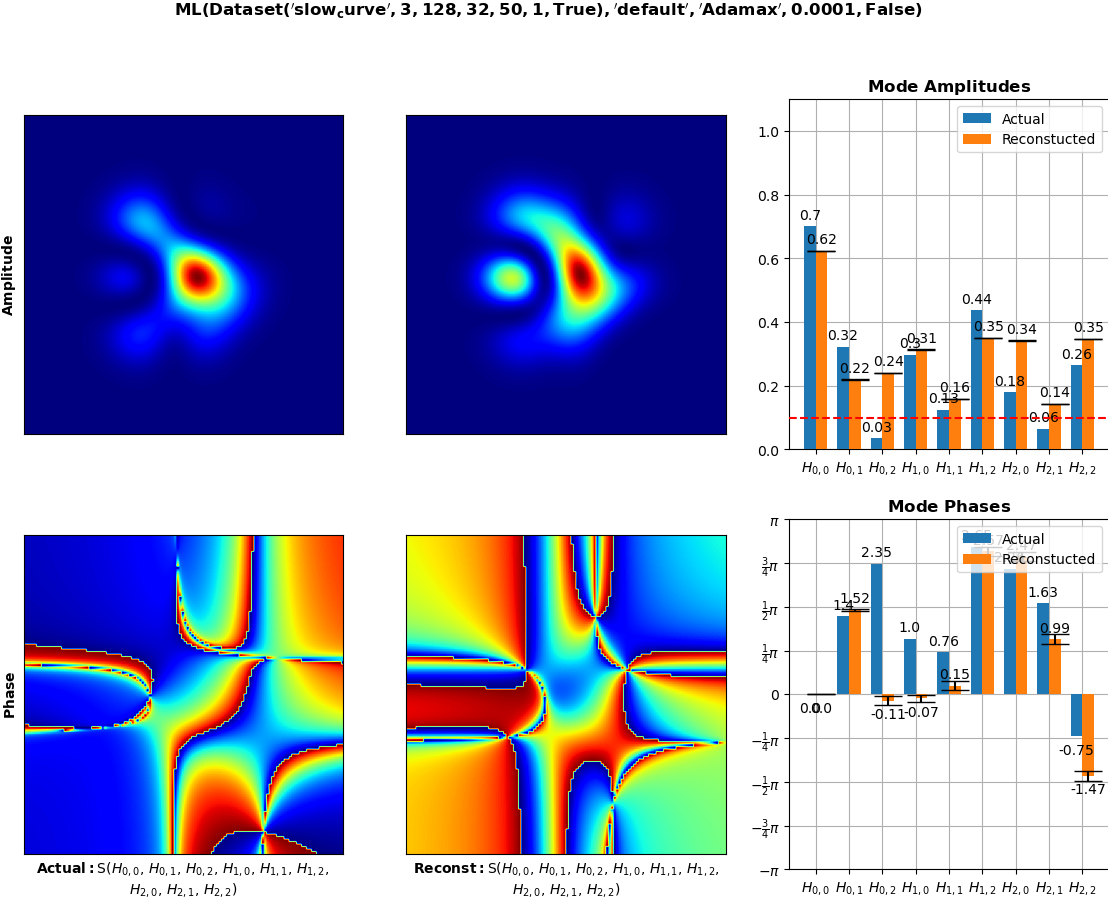 ML(Dataset('slow_curve', 3, 128, 32, 50, 1, True), 'default', 'Adamax', 0.0001, False)
Amplitude
Mode Amplitudes
Actual
Reconstucted
1.0
0.8
0.6
0.4
0.2
0.0
0.7
0.62
0.32
0.22
0.03
0.24
0.3
0.31
0.13
0.16
0.44
0.35
0.18
0.34
0.06
0.14
0.26
0.35
H0,0 H0,1 H0,2 H1,0 H1,1 H1,2 H2,0 H2,1 H2,2
Phase
Mode Phases
Actual
Reconstucted
π
3/4π
1/2π
1/4π
0
−1/4π
−1/2π
−3/4π
−π
0.0
0.0
1.4
1.52
2.35
-0.11
1.0
-0.07
0.76
0.15
1.63
0.99
-0.75
-1.47
H0,0 H0,1 H0,2 H1,0 H1,1 H1,2 H2,0 H2,1 H2,2
Actual: S(H0,0, H0,1, H0,2, H1,0, H1,1, H1,2,
H2,0, H2,1, H2,2)
Reconst: S(H0,0, H0,1, H0,2, H1,0, H1,1, H1,2,
H2,0, H2,1, H2,2)